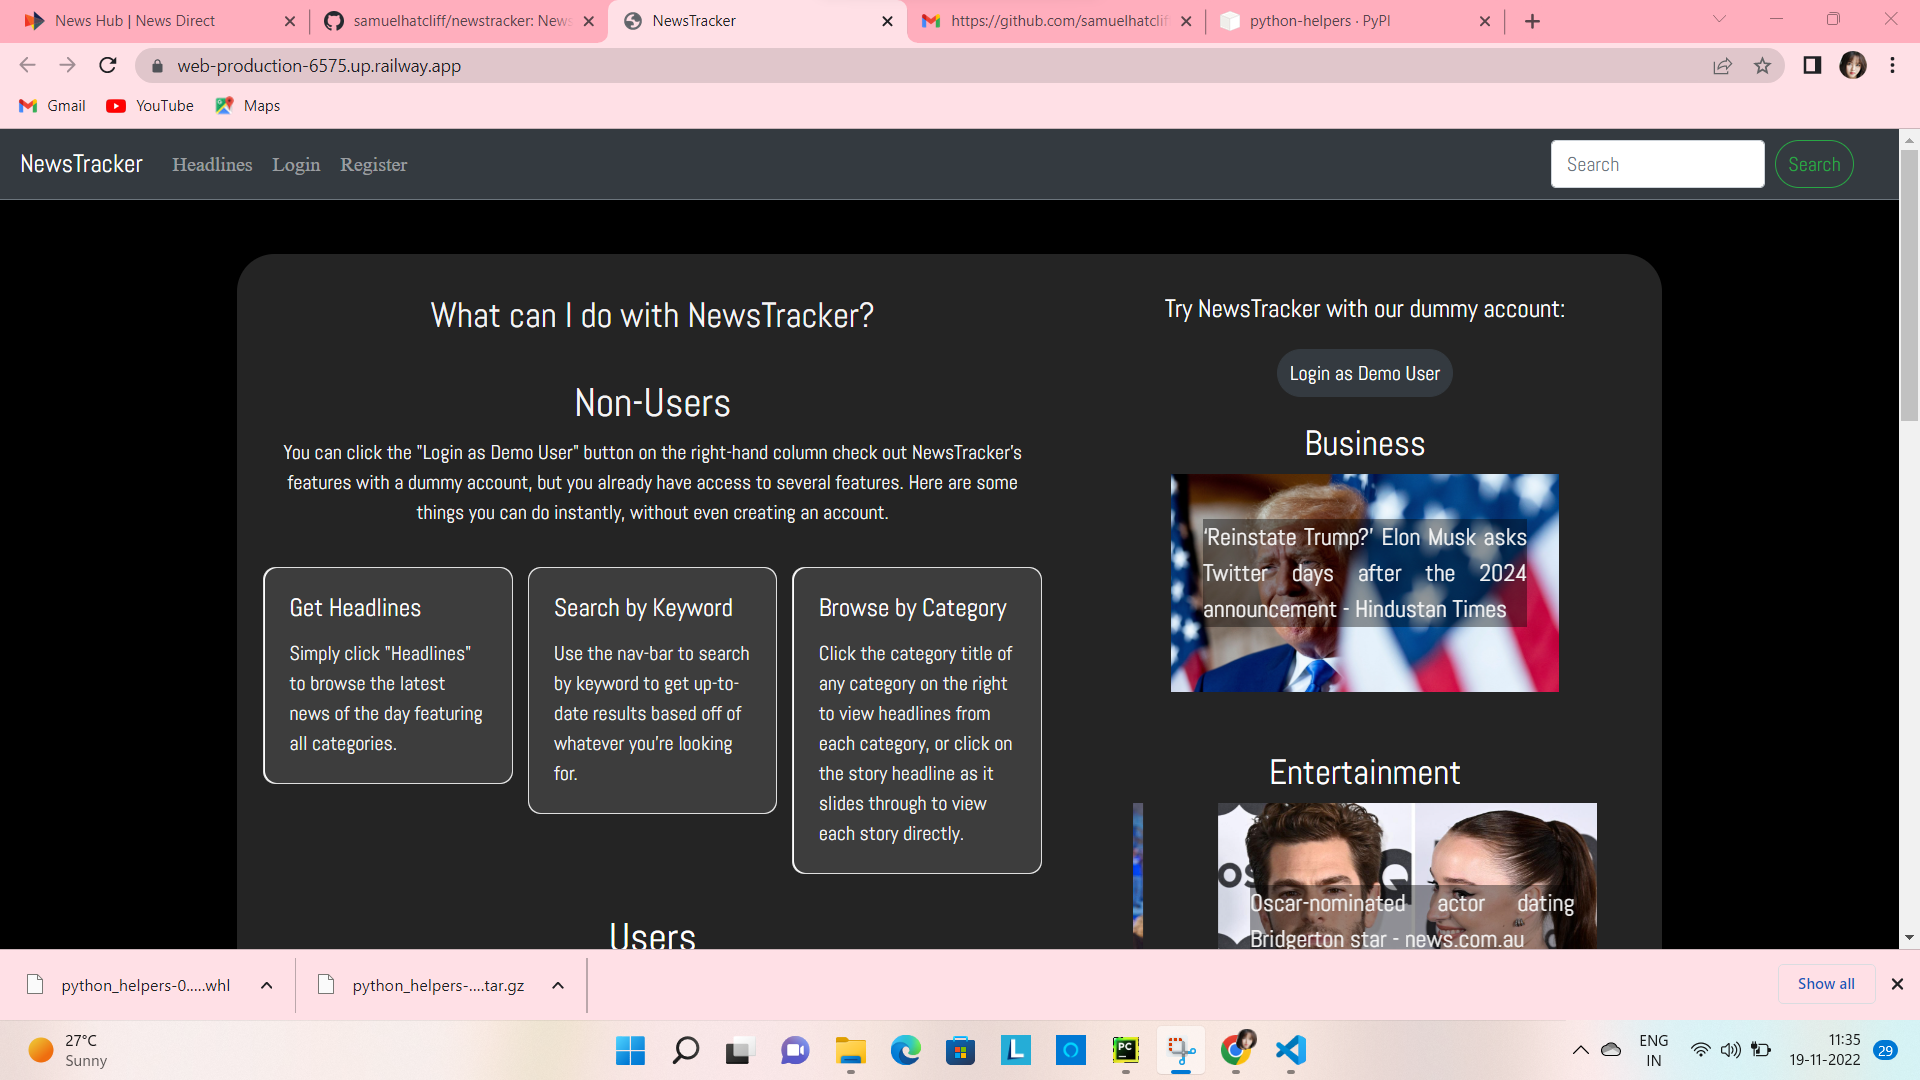 News Hub | News Direct
samuelhatcliff/newstracker: News
NewsTracker
https://github.com/samuelhatcliff
python-helpers · PyPI
web-production-6575.up.railway.app
Gmail
YouTube
Maps
NewsTracker
Headlines
Login
Register
Search
Search
What can I do with NewsTracker?
Non-Users
You can click the "Login as Demo User" button on the right-hand column check out NewsTracker's
features with a dummy account, but you already have access to several features. Here are some
things you can do instantly, without even creating an account.
Get Headlines
Simply click "Headlines"
to browse the latest
news of the day featuring
all categories.
Search by Keyword
Use the nav-bar to search
by keyword to get up-to-
date results based off of
whatever you're looking
for.
Browse by Category
Click the category title of
any category on the right
to view headlines from
each category, or click on
the story headline as it
slides through to view
each story directly.
Users
Try NewsTracker with our dummy account:
Login as Demo User
Business
‘Reinstate Trump?’ Elon Musk asks
Twitter days after the 2024
announcement - Hindustan Times
Entertainment
Oscar-nominated actor dating
Bridgerton star - news.com.au
python_helpers-0.....whl
python_helpers-....tar.gz
Show all
27°C
Sunny
ENG
IN
11:35
19-11-2022
29